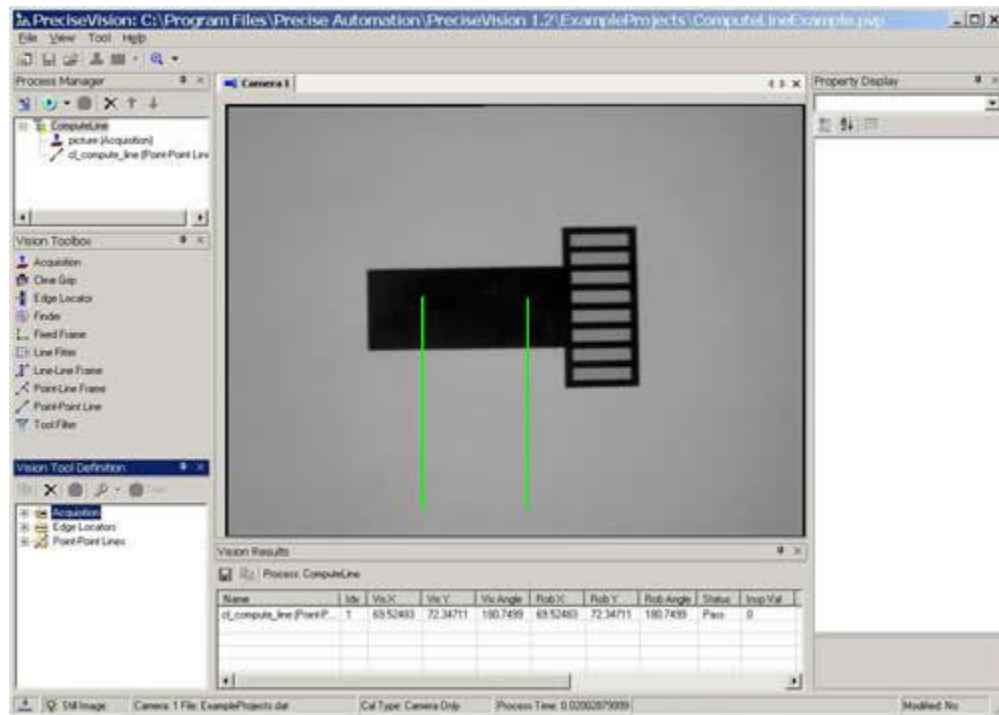 PreciseVision: C:\Program Files\Precise Automation\PreciseVision 1.2\ExampleProjects\ComputeLineExample.pvp
File View Tool Help
Process Manager
ComputeLine
picture (Acquisition)
cl_compute_line (Point-Point Line
Vision Toolbox
Acquisition
Clear Grip
Edge Locator
Finder
Fixed Frame
Line Fitter
Line-Line Frame
Point-Line Frame
Point-Point Line
Tool Filter
Vision Tool Definition
Acquisition
Edge Locators
Point-Point Lines
Camera 1
Property Display
Vision Results
Process: ComputeLine
Name Idx Vis X Vis Y Vis Angle Rob X Rob Y Rob Angle Status Insp Val
cl_compute_line (Point-P... 1 69.52483 72.34711 180.7499 69.52483 72.34711 180.7499 Pass 0
Still Image Camera: 1 File: ExampleProjects.dat Cal Type: Camera Only Process Time: 0.02002879999 Modified: No